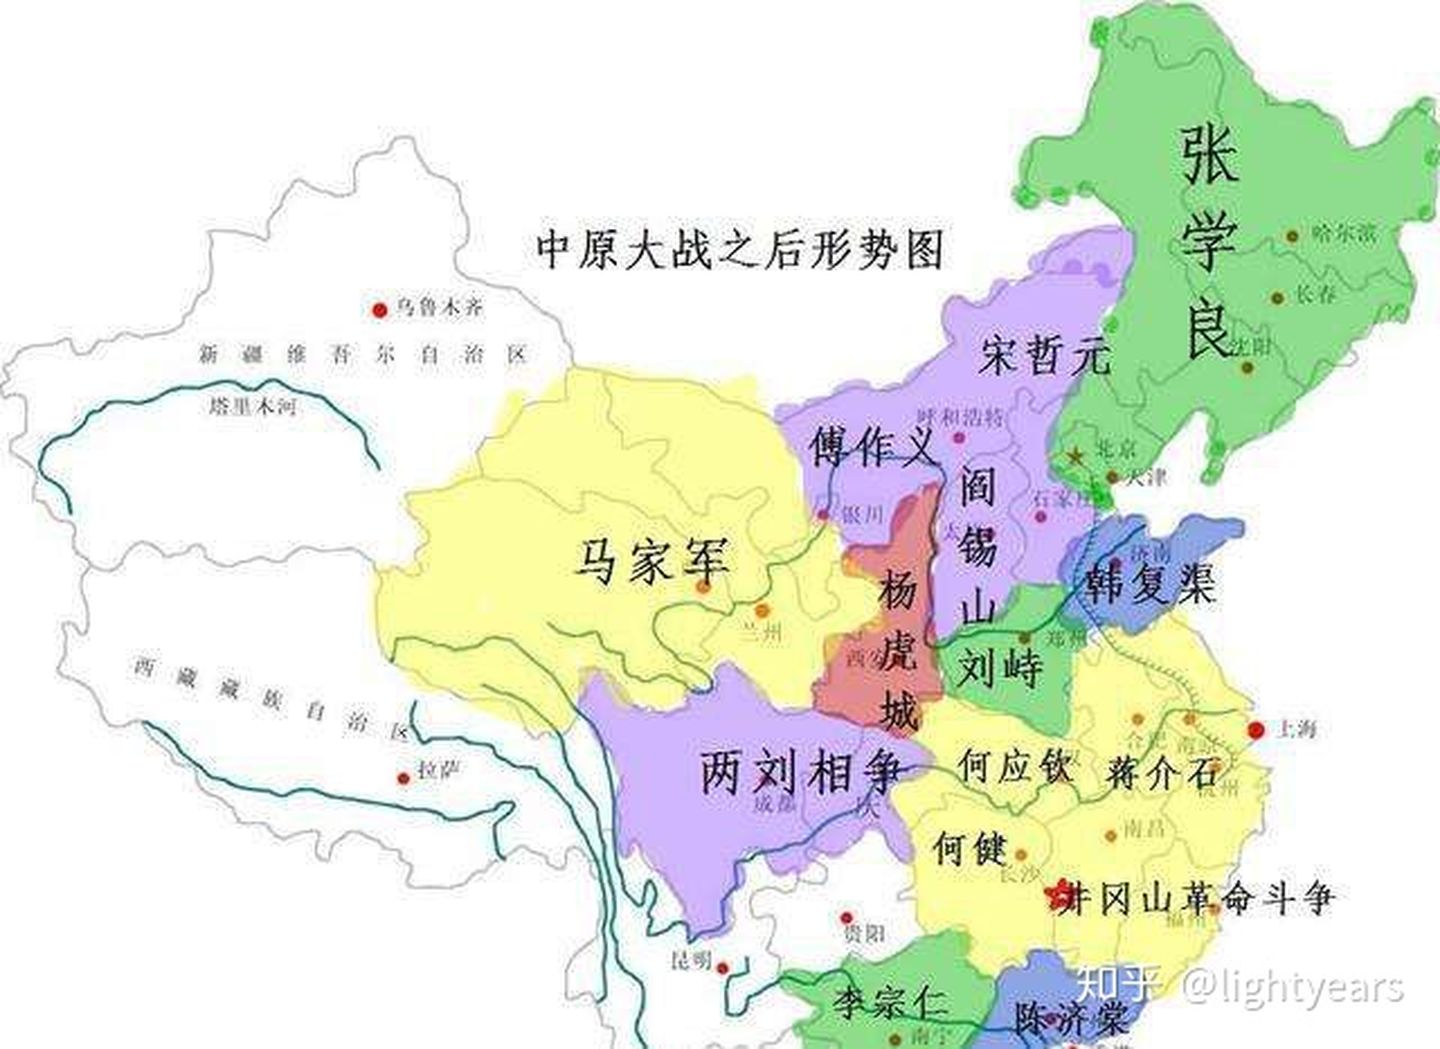 中原大战之后形势图
张学良
哈尔滨
长春
沈阳
乌鲁木齐
新疆维吾尔自治区
塔里木河
宋哲元
呼和浩特
傅作义
北京
天津
阎锡山
石家庄
银川
济南
韩复渠
马家军
杨虎城
兰州
西安
郑州
刘峙
西藏藏族自治区
拉萨
上海
合肥
南京
两刘相争
成都
何应钦
蒋介石
杭州
南昌
何健
长沙
井冈山革命斗争
福州
贵阳
昆明
李宗仁
陈济棠
南宁
知乎 @lightyears